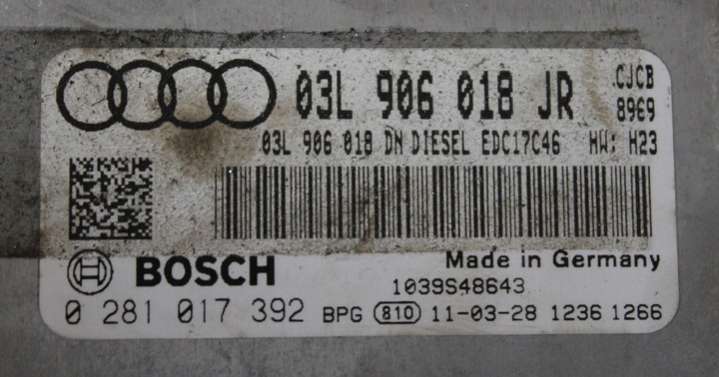 03L 906 018 JR CJCB
8969
03L 906 018 DN DIESEL EDC17C46 HW: H23
BOSCH Made in Germany
1039S48643
0 281 017 392 BPG 810 11-03-28 1236 1266